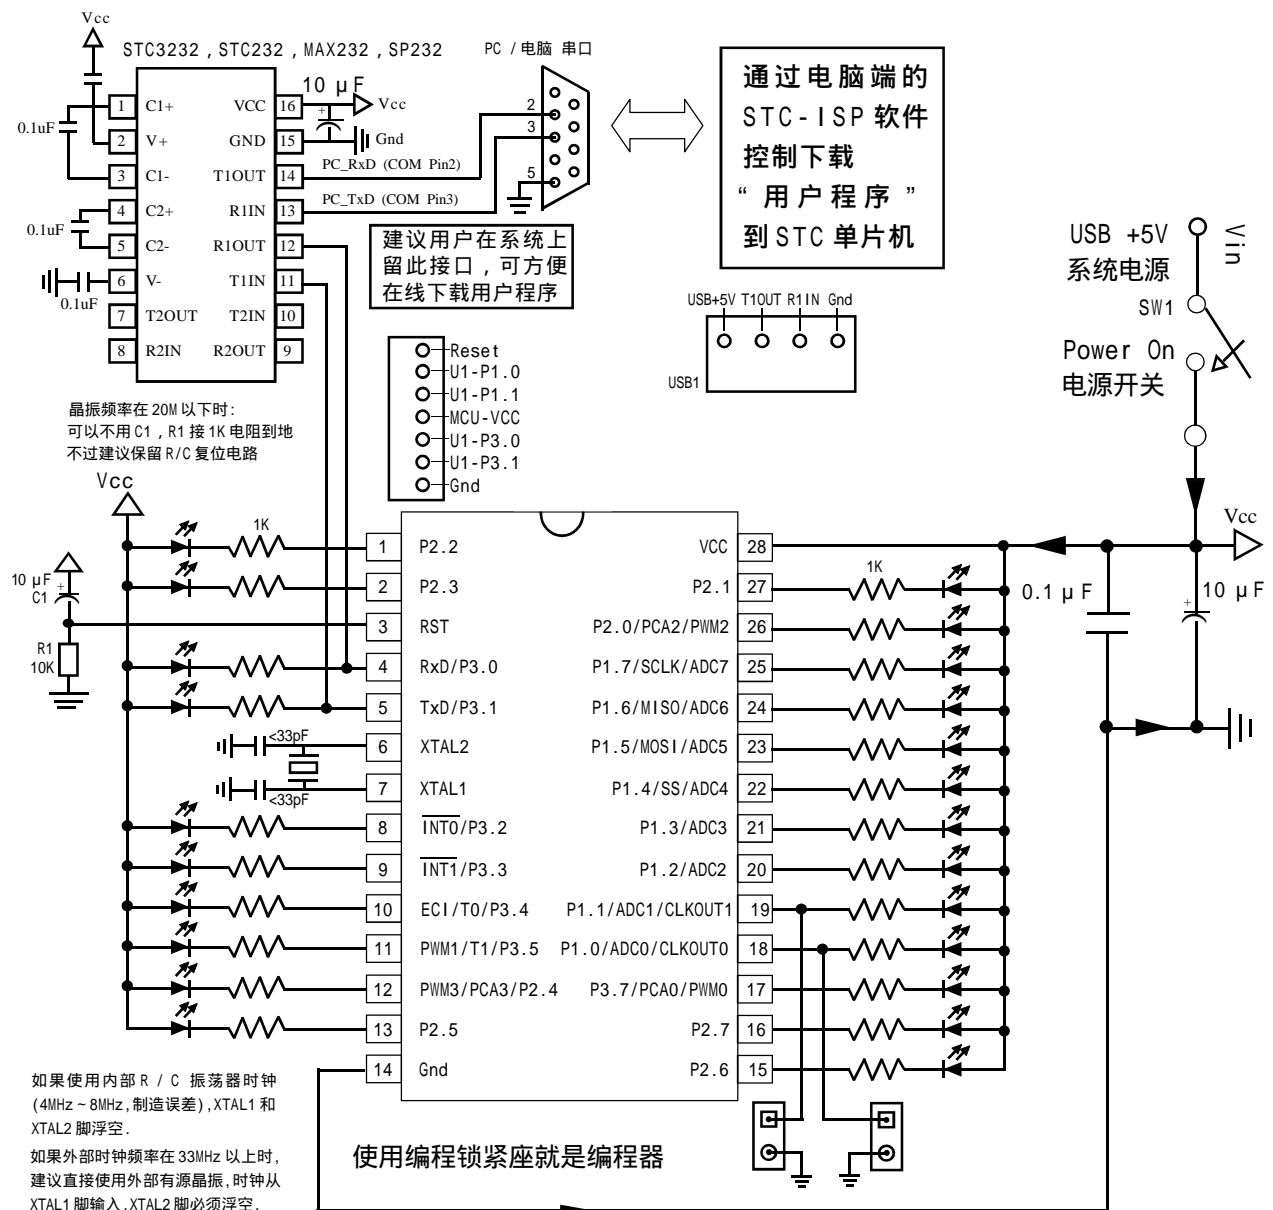 Vcc
STC3232 , STC232 , MAX232 , SP232
PC / 电脑 串口
10 μF
Vcc
Gnd
0.1uF
0.1uF
0.1uF
1 C1+ VCC 16
2 V+ GND 15
3 C1- T1OUT 14
4 C2+ R1IN 13
5 C2- R1OUT 12
6 V- T1IN 11
7 T2OUT T2IN 10
8 R2IN R2OUT 9
+
PC_RxD (COM Pin2)
PC_TxD (COM Pin3)
2
3
5
通过电脑端的
STC-ISP 软件
控制下载
“用户程序”
到 STC 单片机
建议用户在系统上
留此接口，可方便
在线下载用户程序
USB+5V T1OUT R1IN Gnd
USB1
USB +5V
系统电源
Vin
SW1
Power On
电源开关
Reset
U1-P1.0
U1-P1.1
MCU-VCC
U1-P3.0
U1-P3.1
Gnd
晶振频率在 20M 以下时:
可以不用 C1 , R1 接 1K 电阻到地
不过建议保留 R/C 复位电路
Vcc
1K
10 μF
+
C1
R1
10K
<33pF
<33pF
1 P2.2 VCC 28
2 P2.3 P2.1 27
3 RST P2.0/PCA2/PWM2 26
4 RxD/P3.0 P1.7/SCLK/ADC7 25
5 TxD/P3.1 P1.6/MISO/ADC6 24
6 XTAL2 P1.5/MOSI/ADC5 23
7 XTAL1 P1.4/SS/ADC4 22
8 INT0/P3.2 P1.3/ADC3 21
9 INT1/P3.3 P1.2/ADC2 20
10 ECI/T0/P3.4 P1.1/ADC1/CLKOUT1 19
11 PWM1/T1/P3.5 P1.0/ADC0/CLKOUT0 18
12 PWM3/PCA3/P2.4 P3.7/PCA0/PWM0 17
13 P2.5 P2.7 16
14 Gnd P2.6 15
1K
Vcc
0.1 μF
+
10 μF
如果使用内部 R / C 振荡器时钟
(4MHz ~ 8MHz,制造误差),XTAL1 和
XTAL2 脚浮空.
如果外部时钟频率在 33MHz 以上时,
建议直接使用外部有源晶振,时钟从
XTAL1 脚输入,XTAL2 脚必须浮空.
使用编程锁紧座就是编程器